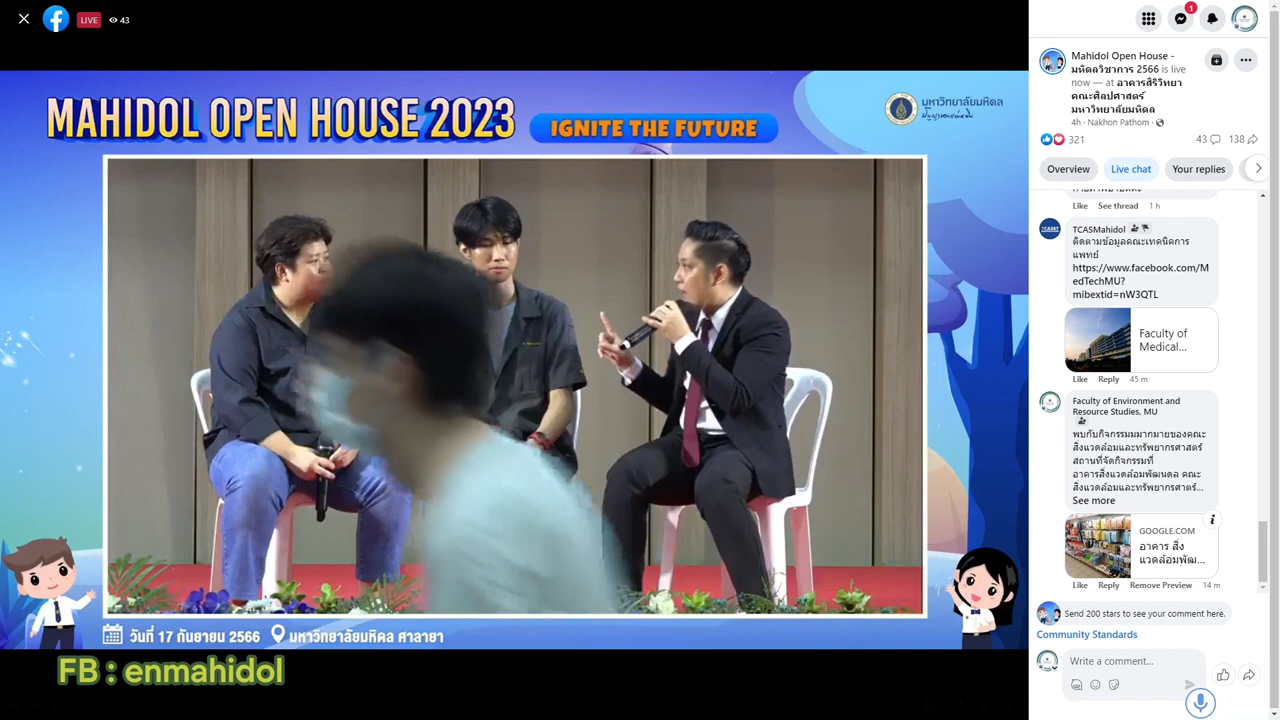 LIVE
43
MAHIDOL OPEN HOUSE 2023
IGNITE THE FUTURE
มหาวิทยาลัยมหิดล
ปัญญาของแผ่นดิน
วันที่ 17 กันยายน 2566
มหาวิทยาลัยมหิดล ศาลายา
FB : enmahidol
1
Mahidol Open House -
มหิดลวิชาการ 2566 is live
now — at อาคารสิริวิทยา
คณะศิลปศาสตร์
มหาวิทยาลัยมหิดล
4h · Nakhon Pathom ·
321
43
138
Overview
Live chat
Your replies
Like See thread 1 h
TCASMahidol
ติดตามข้อมูลคณะเทคนิคการ
แพทย์
https://www.facebook.com/M
edTechMU?
mibextid=nW3QTL
Faculty of
Medical...
Like Reply 45 m
Faculty of Environment and
Resource Studies, MU
พบกับกิจกรรมมมากมายของคณะ
สิ่งแวดล้อมและทรัพยากรศาสตร์
สถานที่จัดกิจกรรมที่
อาคารสิ่งแวดล้อมพัฒนดล คณะ
สิ่งแวดล้อมและทรัพยากรศาตร์...
See more
GOOGLE.COM
อาคาร สิ่ง
แวดล้อมพัฒ...
Like Reply Remove Preview 14 m
Send 200 stars to see your comment here.
Community Standards
Write a comment...